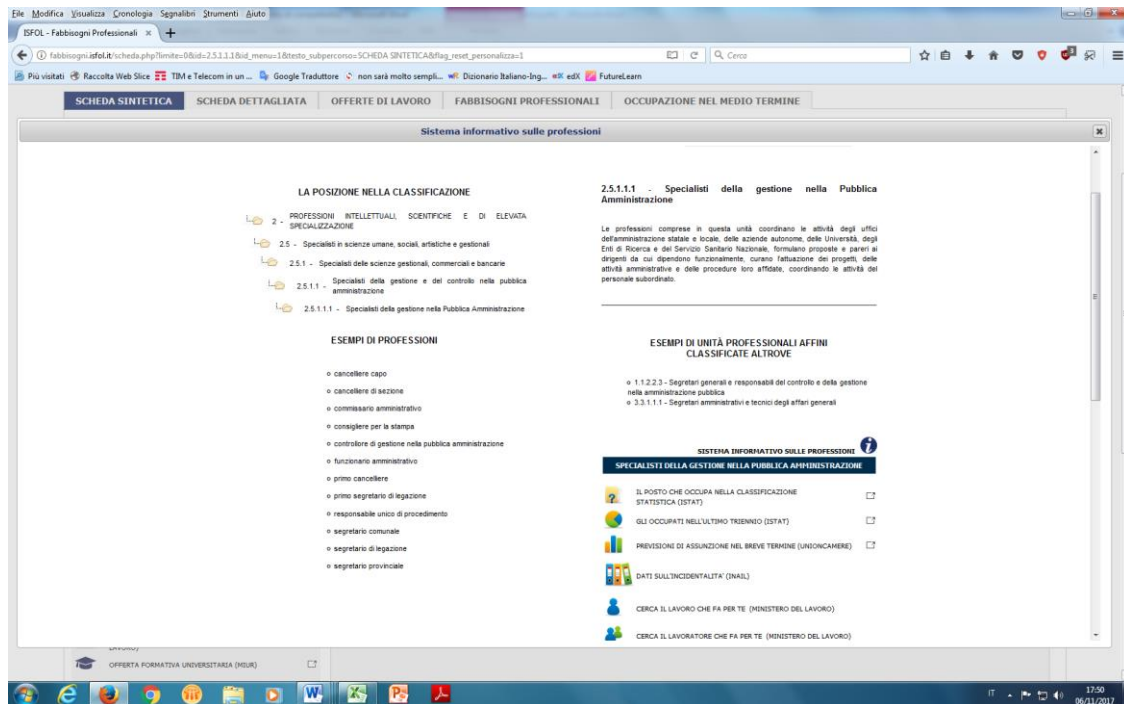 File Modifica Visualizza Cronologia Segnalibri Strumenti Aiuto
ISFOL - Fabbisogni Professionali × +
fabbisogni.isfol.it/scheda.php?limite=0&id=2.5.1.1.1&id_menu=1&testo_subpercorso=SCHEDA SINTETICA&flag_reset_personalizza=1
Cerca
Più visitati Raccolta Web Slice TIM e Telecom in un ... Google Traduttore non sarà molto sempli... Dizionario Italiano-Ing... edX FutureLearn
SCHEDA SINTETICA SCHEDA DETTAGLIATA OFFERTE DI LAVORO FABBISOGNI PROFESSIONALI OCCUPAZIONE NEL MEDIO TERMINE
Sistema informativo sulle professioni
LA POSIZIONE NELLA CLASSIFICAZIONE
2 - PROFESSIONI INTELLETTUALI, SCIENTIFICHE E DI ELEVATA
SPECIALIZZAZIONE
2.5 - Specialisti in scienze umane, sociali, artistiche e gestionali
2.5.1 - Specialisti delle scienze gestionali, commerciali e bancarie
2.5.1.1 - Specialisti della gestione e del controllo nella pubblica
amministrazione
2.5.1.1.1 - Specialisti della gestione nella Pubblica Amministrazione
ESEMPI DI PROFESSIONI
cancelliere capo
cancelliere di sezione
commissario amministrativo
consigliere per la stampa
controllore di gestione nella pubblica amministrazione
funzionario amministrativo
primo cancelliere
primo segretario di legazione
responsabile unico di procedimento
segretario comunale
segretario di legazione
segretario provinciale
2.5.1.1.1 - Specialisti della gestione nella Pubblica
Amministrazione
Le professioni comprese in questa unità coordinano le attività degli uffici
dell'amministrazione statale e locale, delle aziende autonome, delle Università, degli
Enti di Ricerca e del Servizio Sanitario Nazionale, formulano proposte e pareri ai
dirigenti da cui dipendono funzionalmente, curano l'attuazione dei progetti, delle
attività amministrative e delle procedure loro affidate, coordinando le attività del
personale subordinato.
ESEMPI DI UNITÀ PROFESSIONALI AFFINI
CLASSIFICATE ALTROVE
1.1.2.2.3 - Segretari generali e responsabili del controllo e della gestione
nella amministrazione pubblica
3.3.1.1.1 - Segretari amministrativi e tecnici degli affari generali
SISTEMA INFORMATIVO SULLE PROFESSIONI
SPECIALISTI DELLA GESTIONE NELLA PUBBLICA AMMINISTRAZIONE
IL POSTO CHE OCCUPA NELLA CLASSIFICAZIONE
STATISTICA (ISTAT)
GLI OCCUPATI NELL'ULTIMO TRIENNIO (ISTAT)
PREVISIONI DI ASSUNZIONE NEL BREVE TERMINE (UNIONCAMERE)
DATI SULL'INCIDENTALITA' (INAIL)
CERCA IL LAVORO CHE FA PER TE (MINISTERO DEL LAVORO)
CERCA IL LAVORATORE CHE FA PER TE (MINISTERO DEL LAVORO)
OFFERTA FORMATIVA UNIVERSITARIA (MIUR)
IT
17:50
06/11/2017